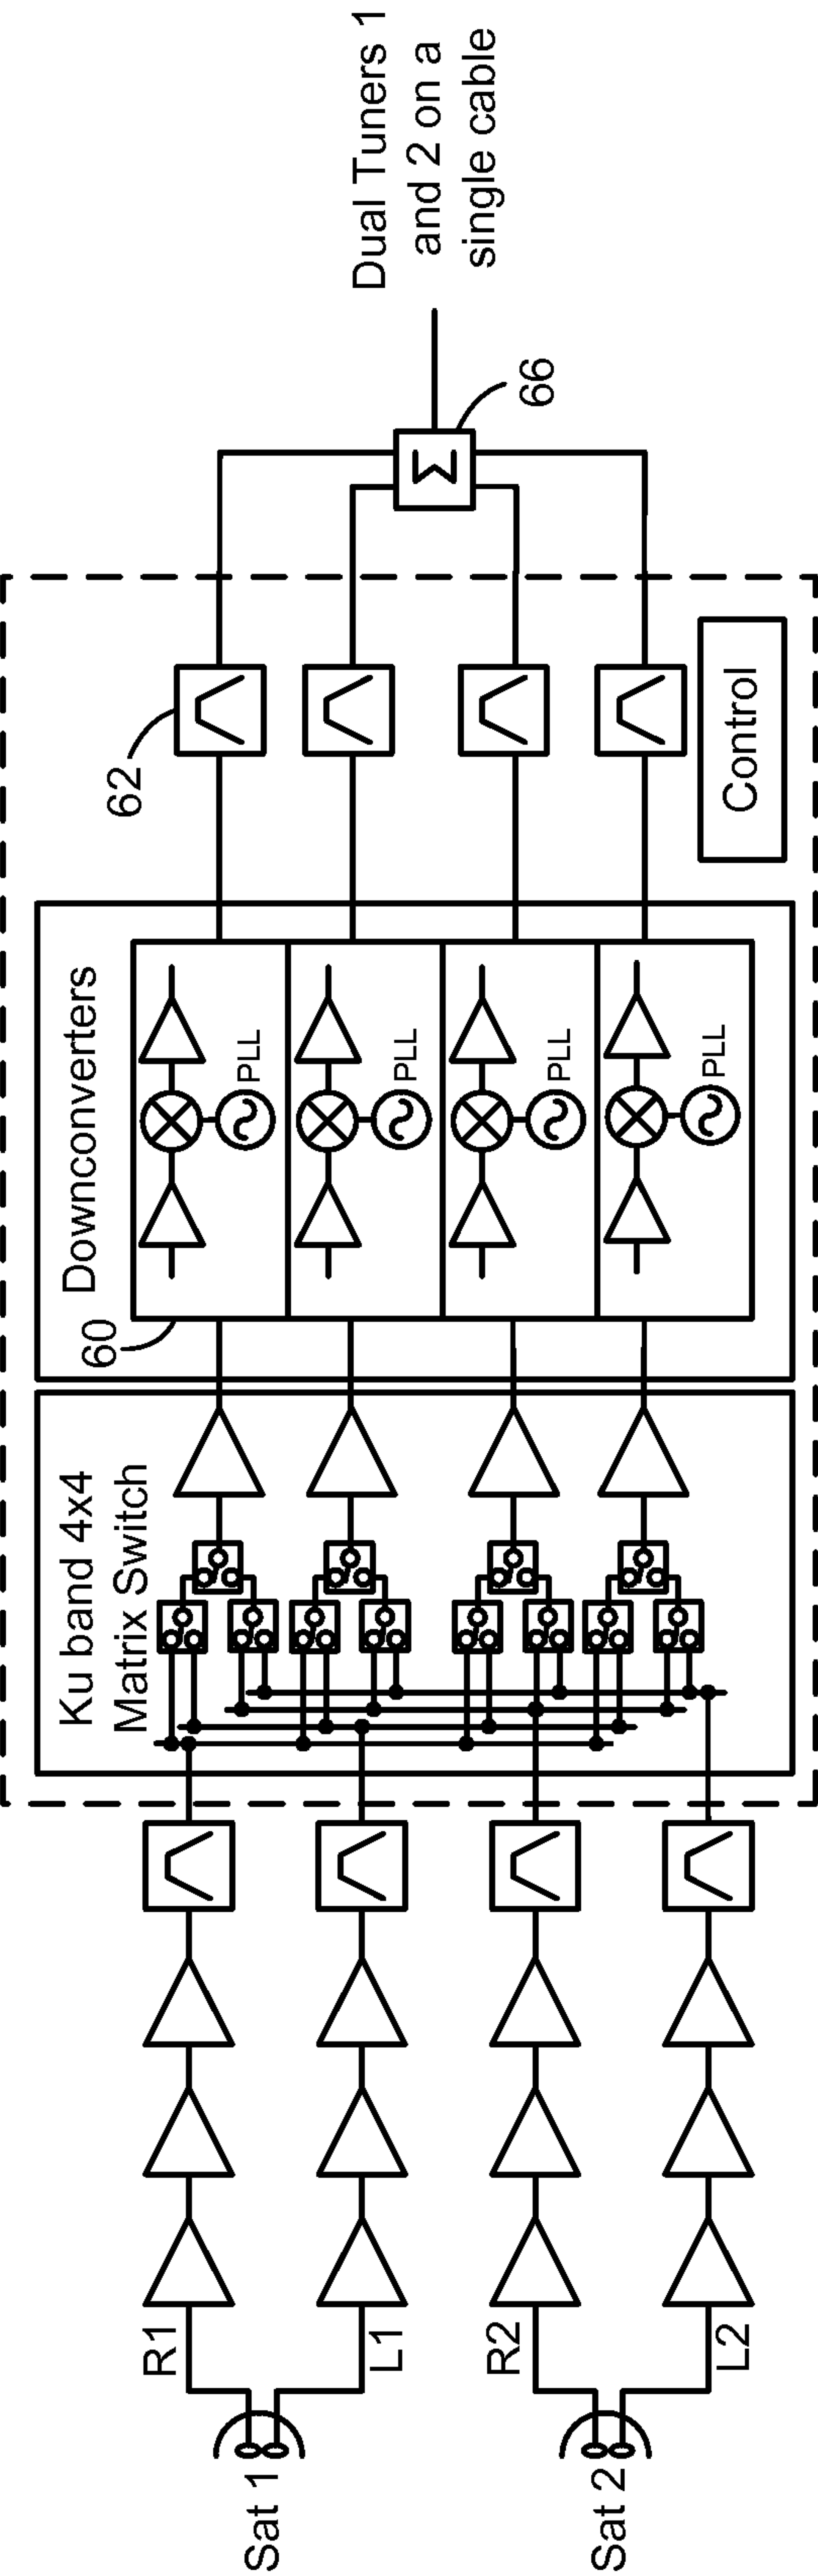 Sat 1
Sat 2
R1
L1
R2
L2
Ku band 4x4
Matrix Switch
60
Downconverters
PLL
PLL
PLL
PLL
62
Control
66
Σ
Dual Tuners 1
and 2 on a
single cable